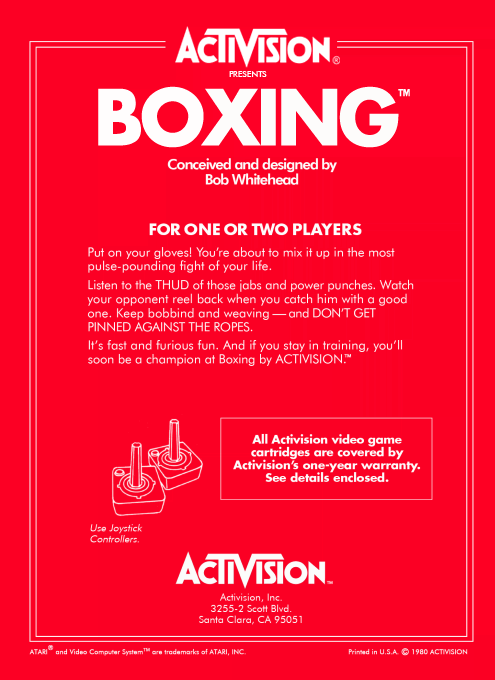 ACTIVISION®
PRESENTS
BOXING™
Conceived and designed by
Bob Whitehead
FOR ONE OR TWO PLAYERS
Put on your gloves! You're about to mix it up in the most
pulse-pounding fight of your life.
Listen to the THUD of those jabs and power punches. Watch
your opponent reel back when you catch him with a good
one. Keep bobbind and weaving — and DON'T GET
PINNED AGAINST THE ROPES.
It's fast and furious fun. And if you stay in training, you'll
soon be a champion at Boxing by ACTIVISION.™
All Activision video game
cartridges are covered by
Activision's one-year warranty.
See details enclosed.
Use Joystick
Controllers.
ACTIVISION™
Activision, Inc.
3255-2 Scott Blvd.
Santa Clara, CA 95051
ATARI® and Video Computer System™ are trademarks of ATARI, INC.
Printed in U.S.A. © 1980 ACTIVISION